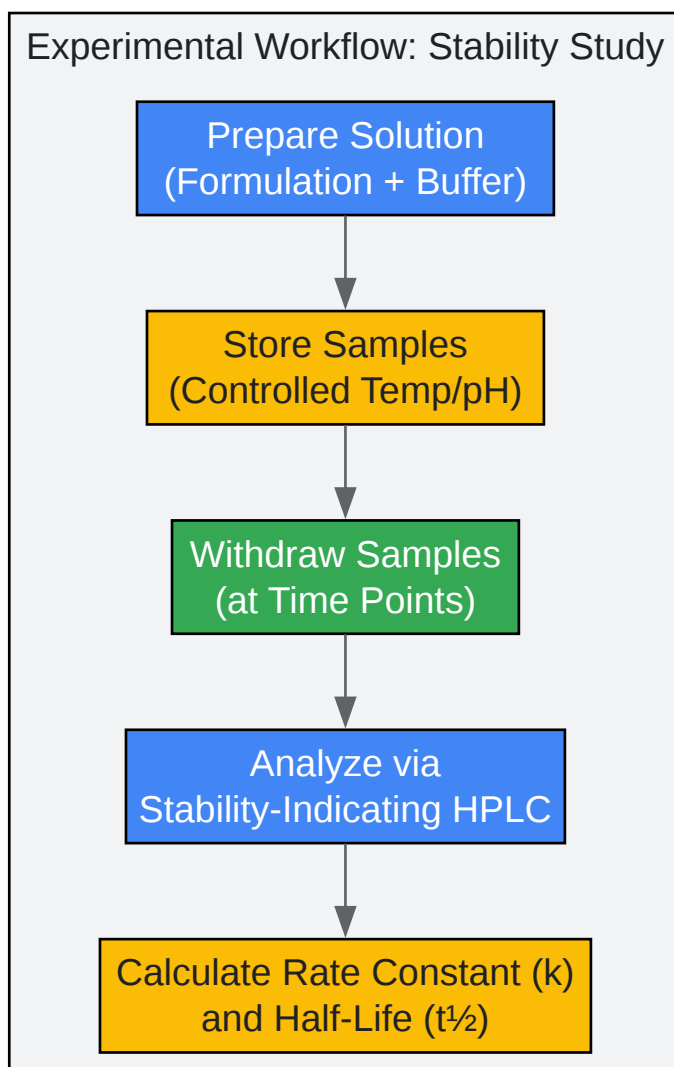 Experimental Workflow: Stability Study
Prepare Solution
(Formulation + Buffer)
Store Samples
(Controlled Temp/pH)
Withdraw Samples
(at Time Points)
Analyze via
Stability-Indicating HPLC
Calculate Rate Constant (k)
and Half-Life (t½)